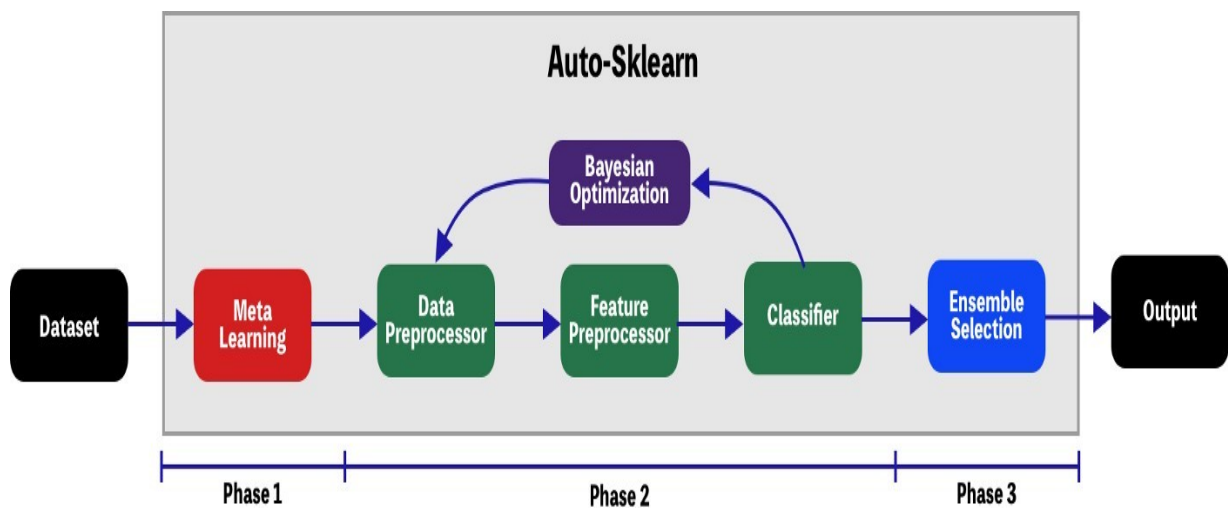 Auto-Sklearn
Bayesian
Optimization
Dataset
Meta
Learning
Data
Preprocessor
Feature
Preprocessor
Classifier
Ensemble
Selection
Output
Phase 1
Phase 2
Phase 3